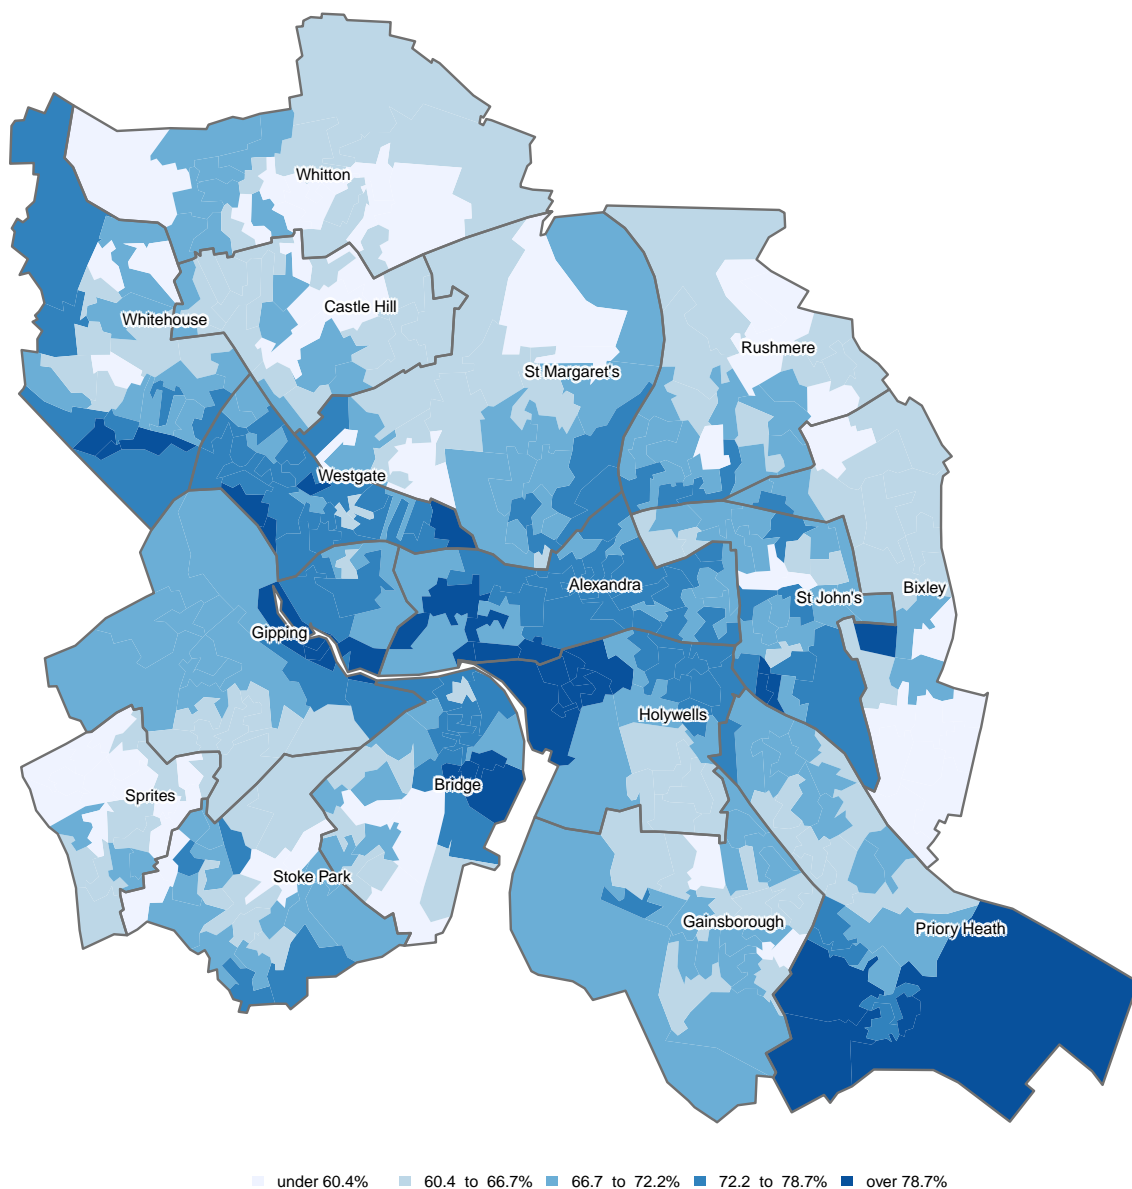 Whitton
Castle Hill
Whitehouse
Rushmere
St Margaret's
Westgate
Alexandra
Bixley
St John's
Gipping
Holywells
Bridge
Sprites
Stoke Park
Gainsborough
Priory Heath
under 60.4% 60.4 to 66.7% 66.7 to 72.2% 72.2 to 78.7% over 78.7%